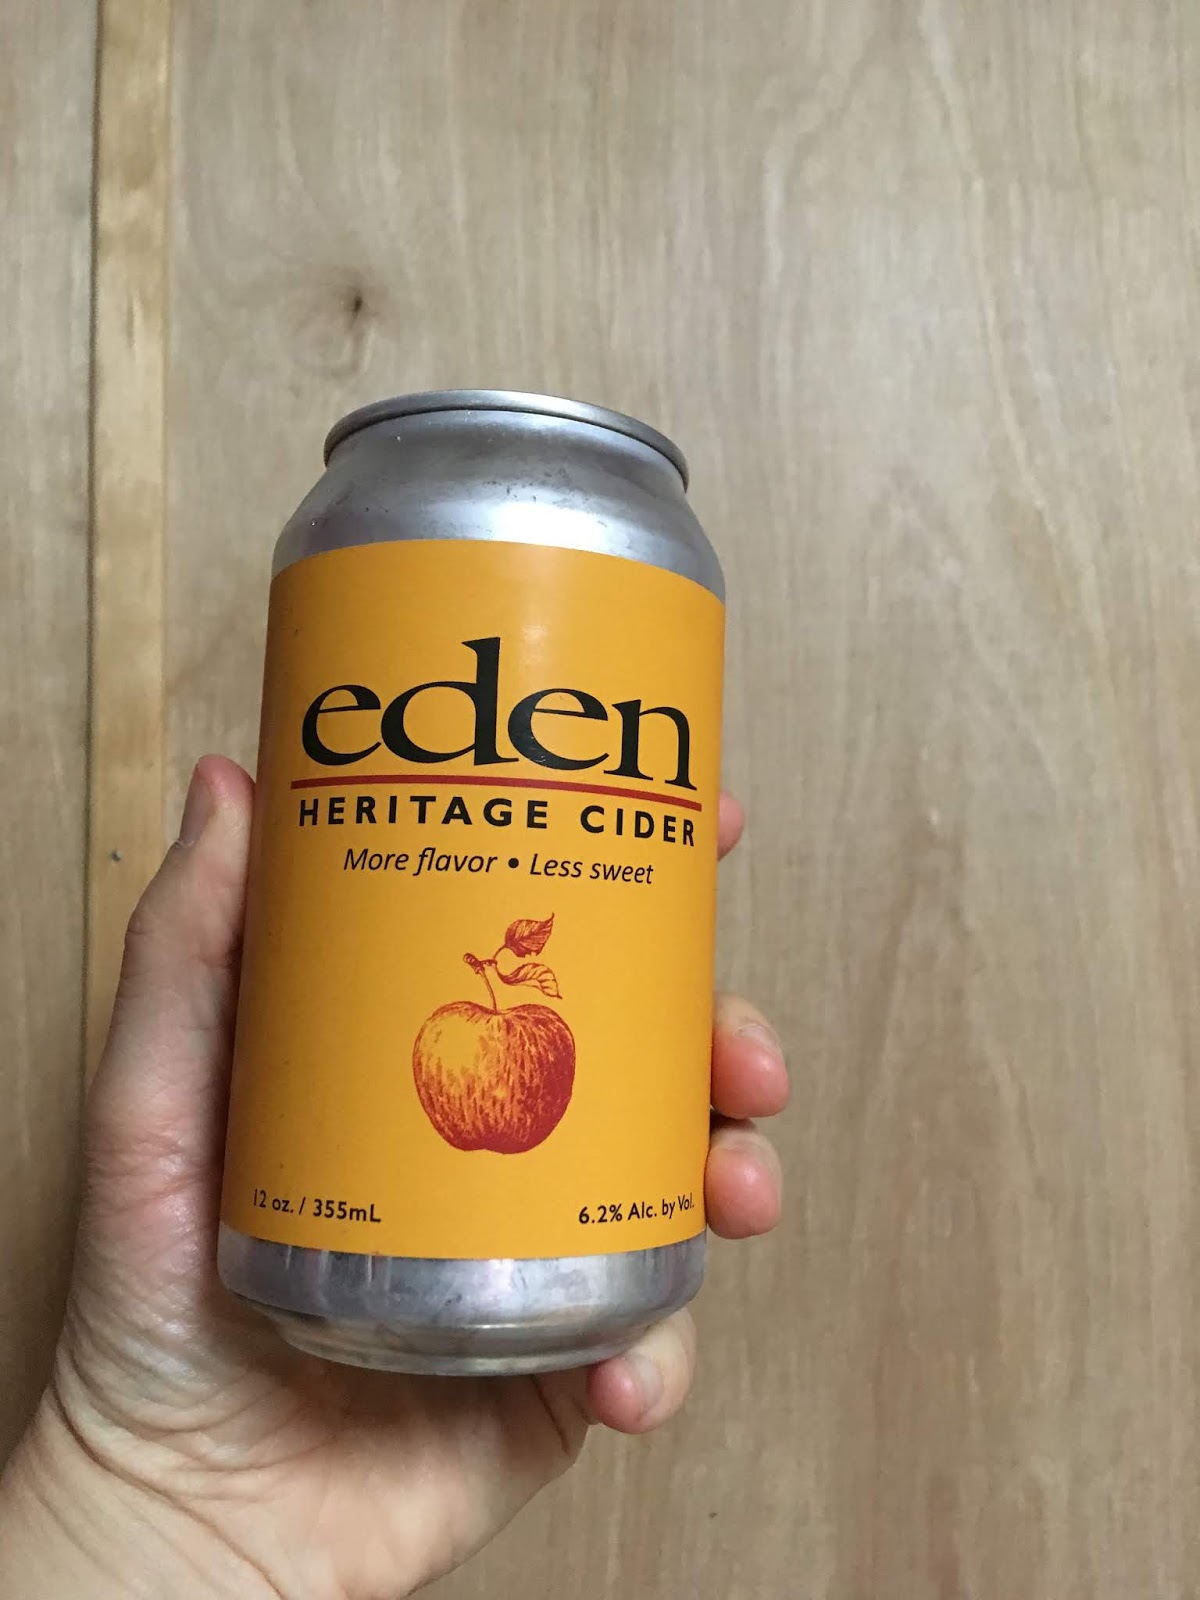 eden
HERITAGE CIDER
More flavor • Less sweet
12 oz. / 355mL
6.2% Alc. by Vol.